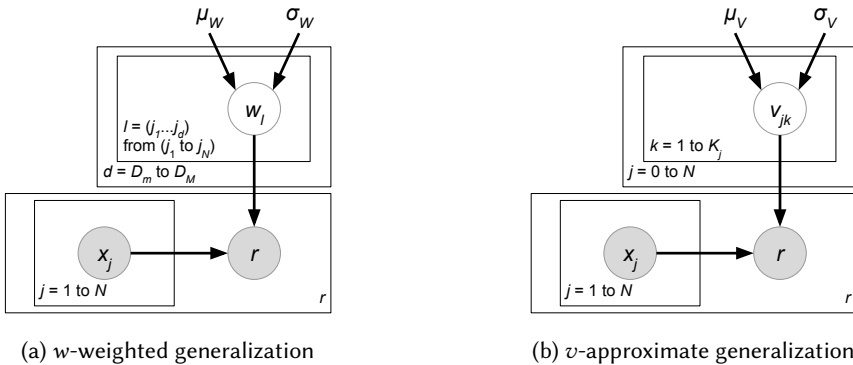 μ_W σ_W
w_l
l = (j_1...j_d)
from (j_1 to j_N)
d = D_m to D_M
x_j r
j = 1 to N
r
(a) w-weighted generalization
μ_V σ_V
v_jk
k = 1 to K_j
j = 0 to N
x_j r
j = 1 to N
r
(b) v-approximate generalization